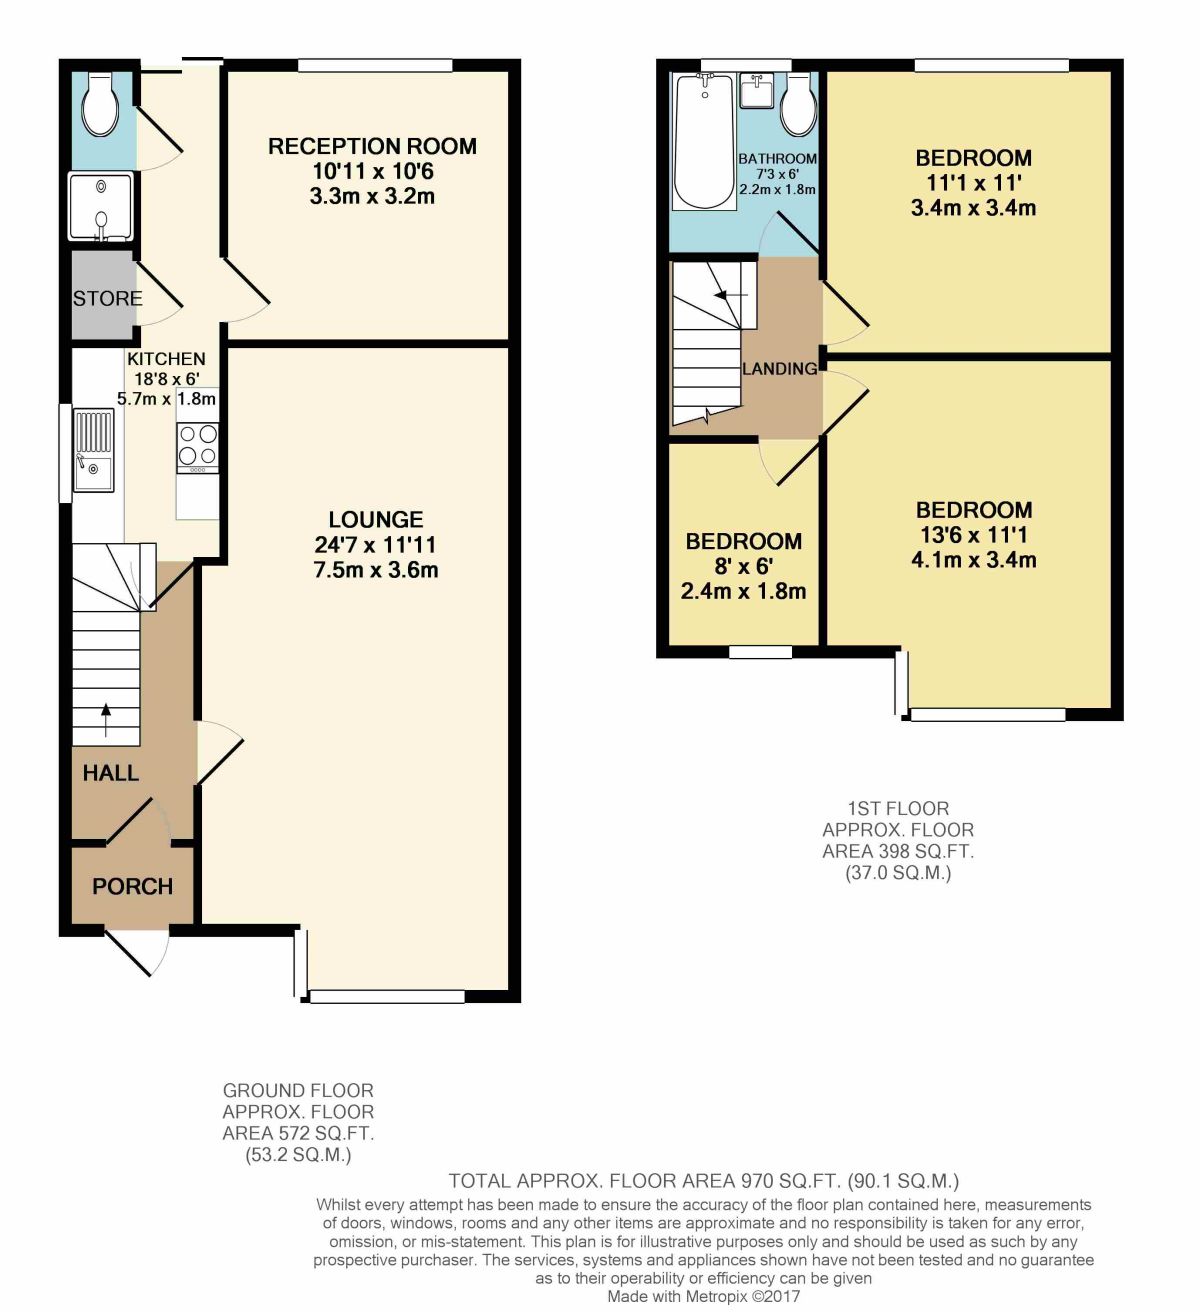 RECEPTION ROOM
10'11 x 10'6
3.3m x 3.2m
STORE
KITCHEN
18'8 x 6'
5.7m x 1.8m
LOUNGE
24'7 x 11'11
7.5m x 3.6m
HALL
PORCH
GROUND FLOOR
APPROX. FLOOR
AREA 572 SQ.FT.
(53.2 SQ.M.)
BATHROOM
7'3 x 6'
2.2m x 1.8m
BEDROOM
11'1 x 11'
3.4m x 3.4m
LANDING
BEDROOM
8' x 6'
2.4m x 1.8m
BEDROOM
13'6 x 11'1
4.1m x 3.4m
1ST FLOOR
APPROX. FLOOR
AREA 398 SQ.FT.
(37.0 SQ.M.)
TOTAL APPROX. FLOOR AREA 970 SQ.FT. (90.1 SQ.M.)
Whilst every attempt has been made to ensure the accuracy of the floor plan contained here, measurements
of doors, windows, rooms and any other items are approximate and no responsibility is taken for any error,
omission, or mis-statement. This plan is for illustrative purposes only and should be used as such by any
prospective purchaser. The services, systems and appliances shown have not been tested and no guarantee
as to their operability or efficiency can be given
Made with Metropix ©2017